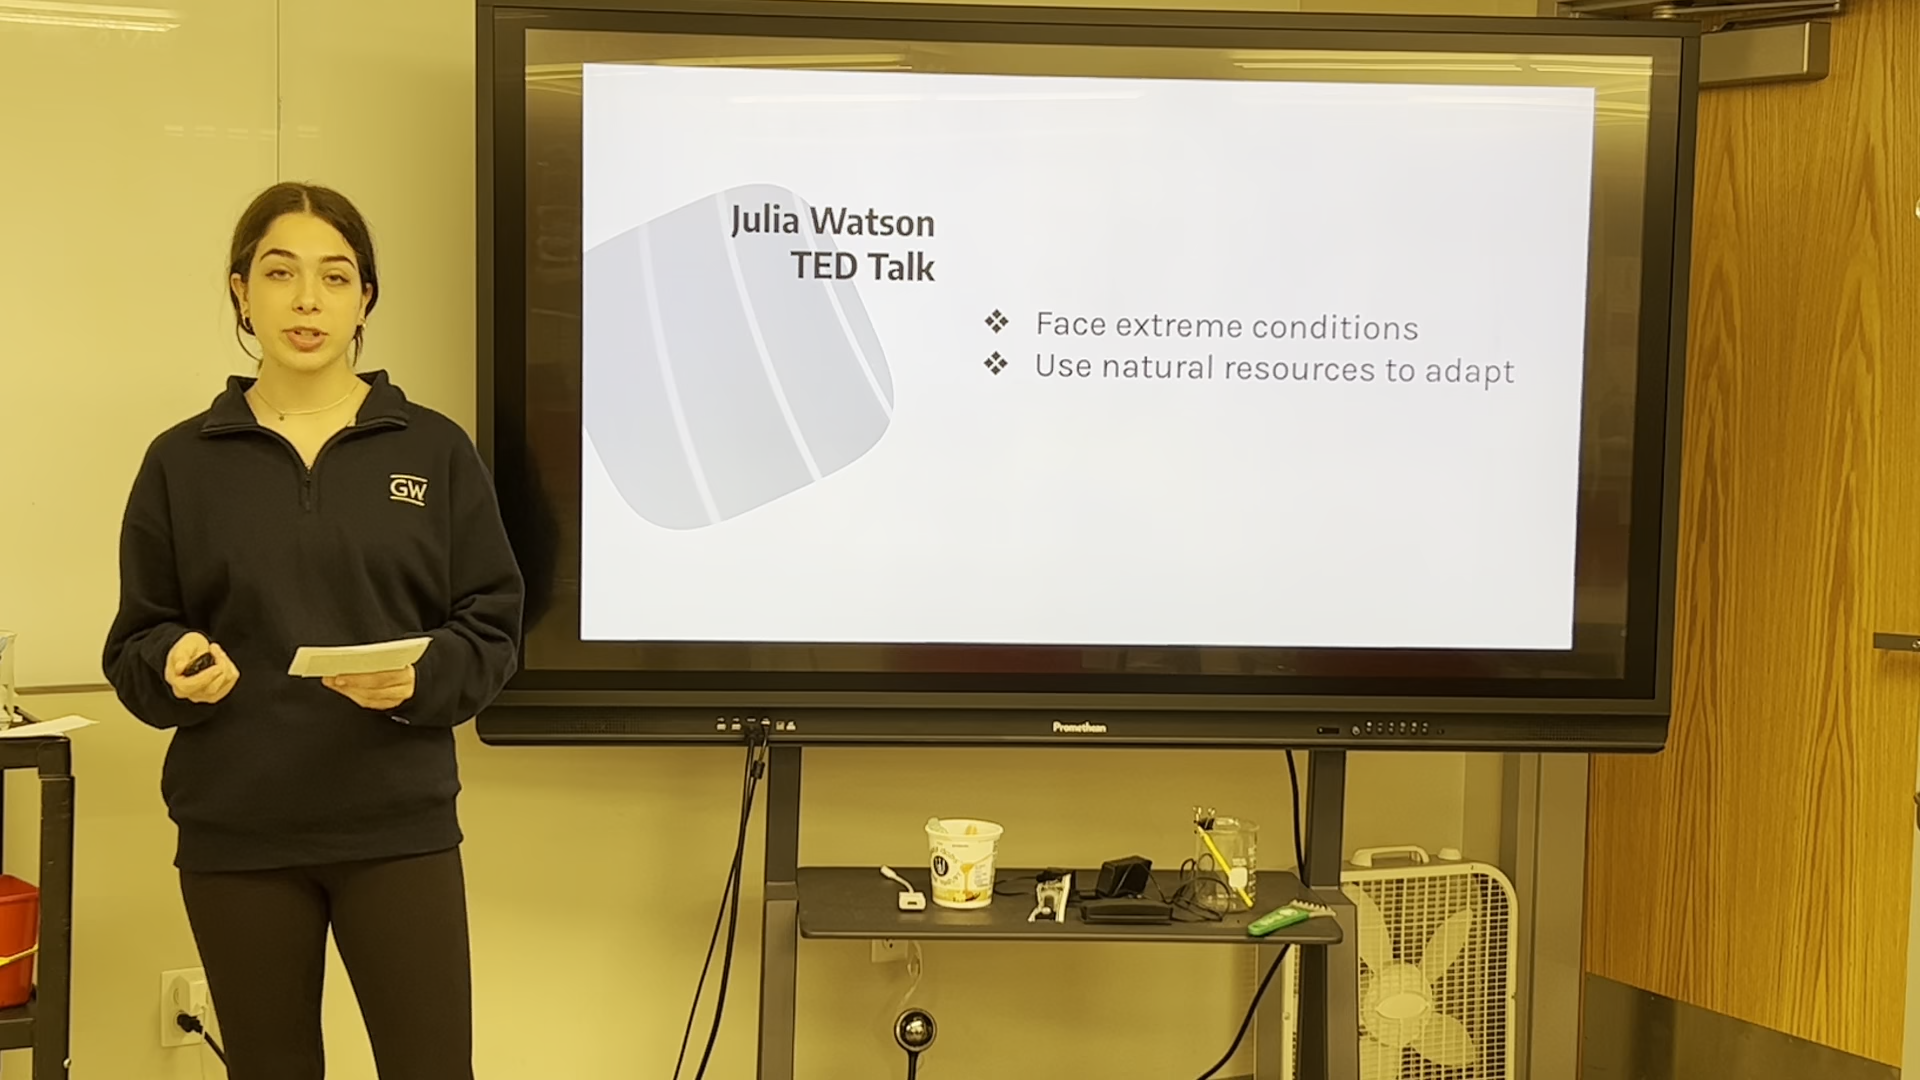 Julia Watson
TED Talk
❖ Face extreme conditions
❖ Use natural resources to adapt
GW
Promethean